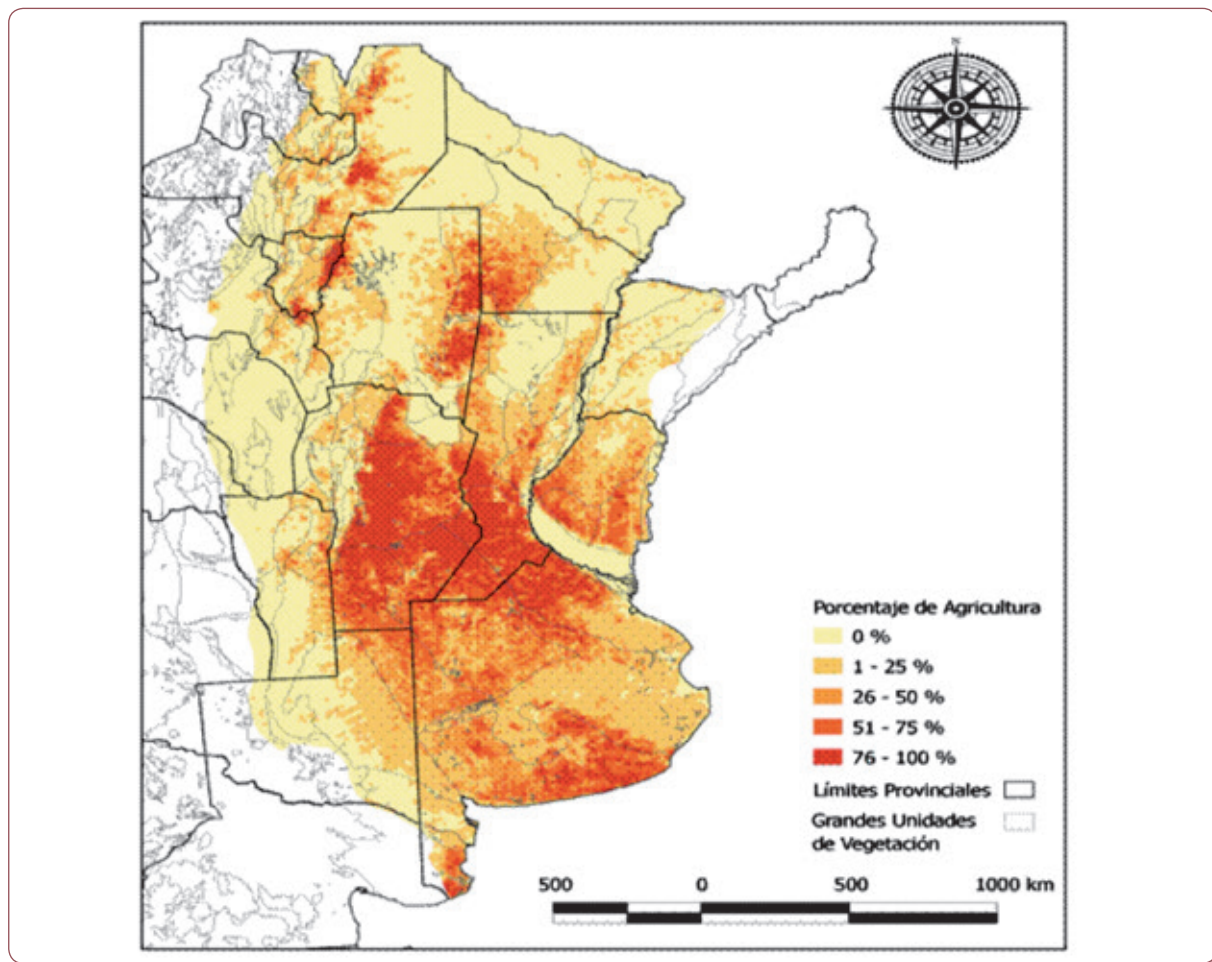 N
Porcentaje de Agricultura
0 %
1 - 25 %
26 - 50 %
51 - 75 %
76 - 100 %
Límites Provinciales
Grandes Unidades
de Vegetación
500 0 500 1000 km